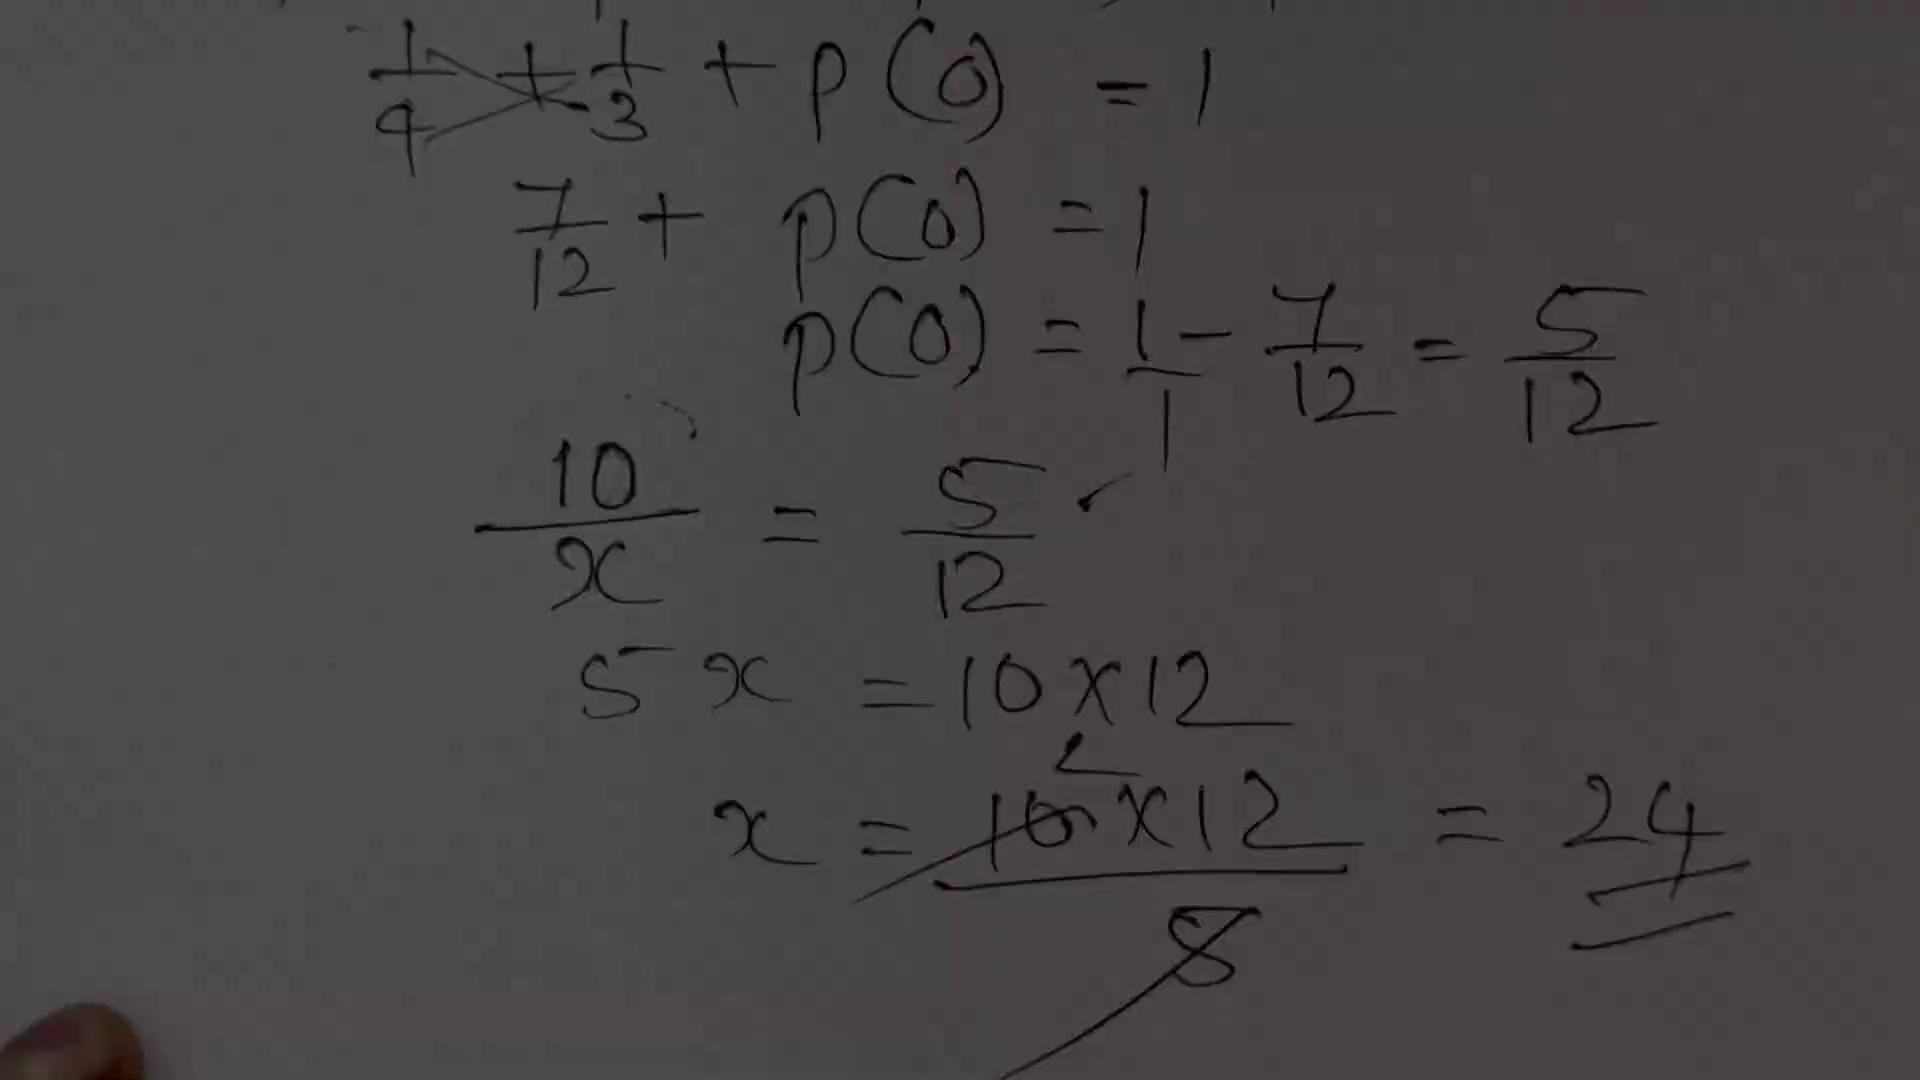 1/4 + 1/3 + P(O) = 1
7/12 + P(O) = 1
P(O) = 1/1 - 7/12 = 5/12
10/x = 5/12
5x = 10 x 12
x = 10 x 12 / 5 = 24
2